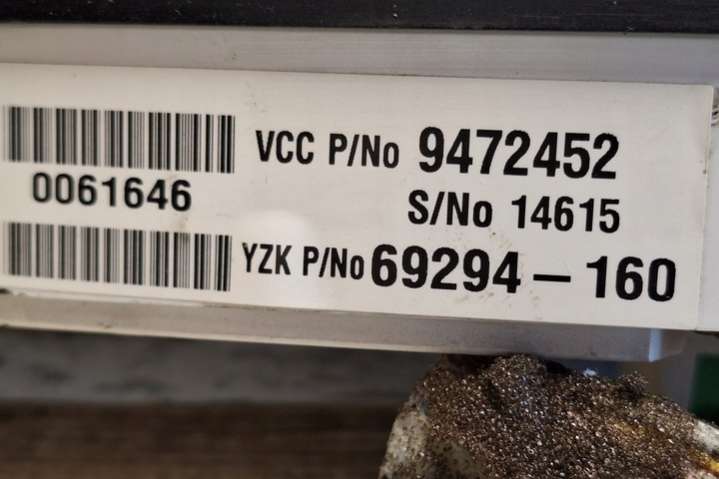 VCC P/No 9472452
0061646
S/No 14615
YZK P/No 69294-160